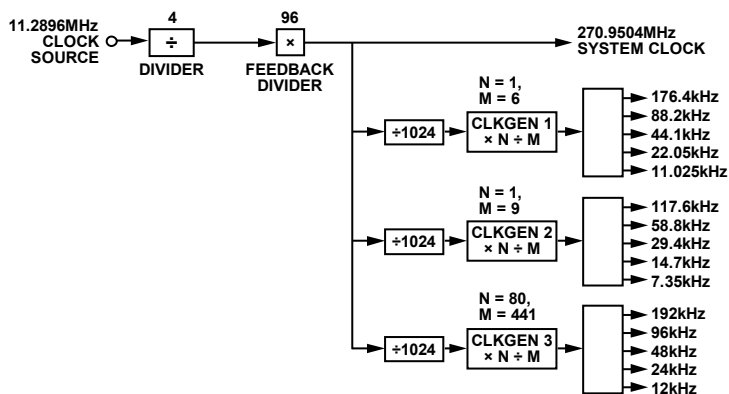 4
96
11.2896MHz
CLOCK
SOURCE
÷
×
270.9504MHz
SYSTEM CLOCK
DIVIDER
FEEDBACK
DIVIDER
N = 1,
M = 6
÷1024
CLKGEN 1
× N ÷ M
176.4kHz
88.2kHz
44.1kHz
22.05kHz
11.025kHz
N = 1,
M = 9
÷1024
CLKGEN 2
× N ÷ M
117.6kHz
58.8kHz
29.4kHz
14.7kHz
7.35kHz
N = 80,
M = 441
÷1024
CLKGEN 3
× N ÷ M
192kHz
96kHz
48kHz
24kHz
12kHz